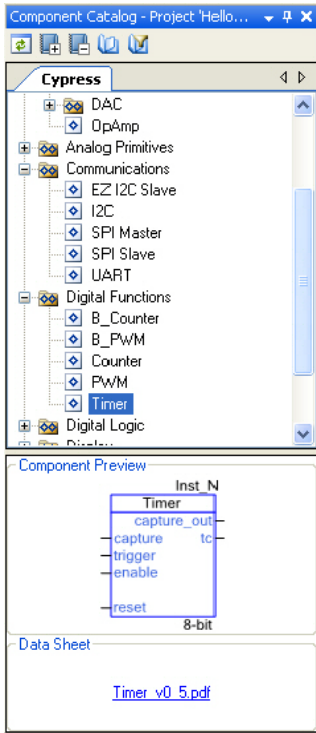 Component Catalog - Project 'Hello...
Cypress
DAC
OpAmp
Analog Primitives
Communications
EZ I2C Slave
I2C
SPI Master
SPI Slave
UART
Digital Functions
B_Counter
B_PWM
Counter
PWM
Timer
Digital Logic
Display
Component Preview
Inst_N
Timer
capture_out
capture tc
trigger
enable
reset
8-bit
Data Sheet
Timer_v0_5.pdf